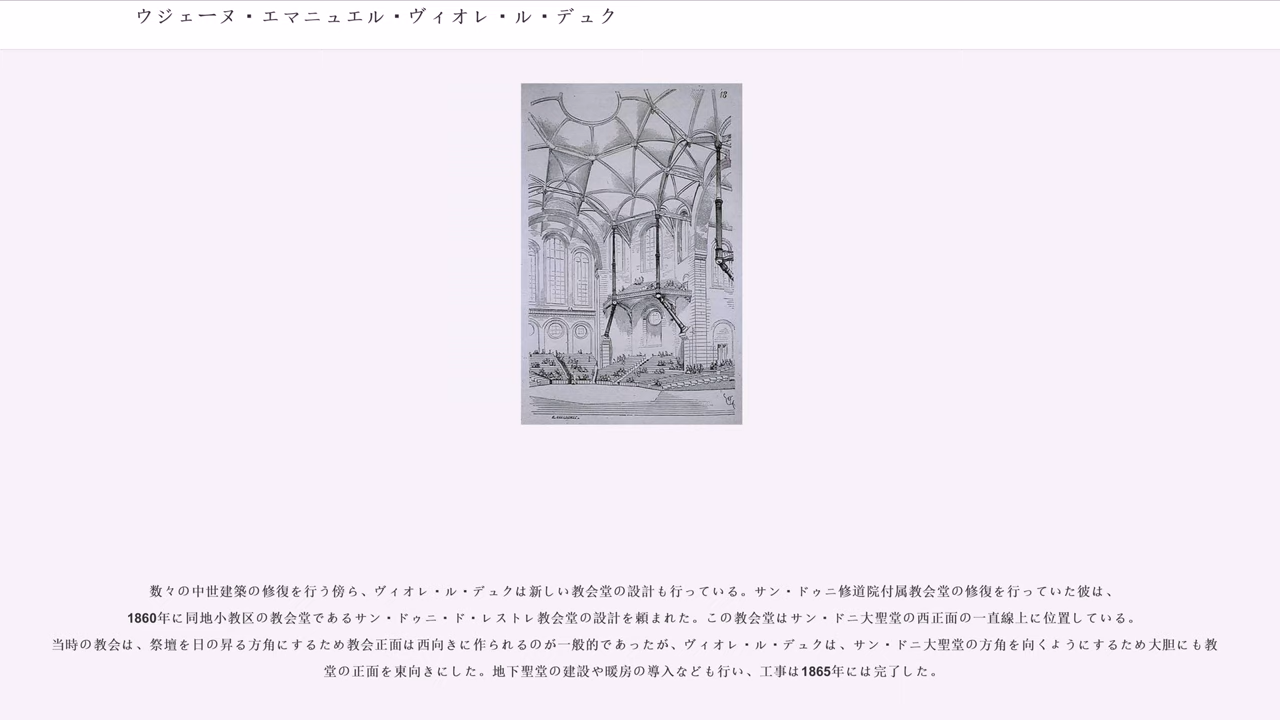 ウジェーヌ・エマニュエル・ヴィオレ・ル・デュク
18
数々の中世建築の修復を行う傍ら、ヴィオレ・ル・デュクは新しい教会堂の設計も行っている。サン・ドゥニ修道院付属教会堂の修復を行っていた彼は、
1860年に同地小教区の教会堂であるサン・ドゥニ・ド・レストレ教会堂の設計を頼まれた。この教会堂はサン・ドニ大聖堂の西正面の一直線上に位置している。
当時の教会は、祭壇を日の昇る方角にするため教会正面は西向きに作られるのが一般的であったが、ヴィオレ・ル・デュクは、サン・ドニ大聖堂の方角を向くようにするため大胆にも教
堂の正面を東向きにした。地下聖堂の建設や暖房の導入なども行い、工事は1865年には完了した。